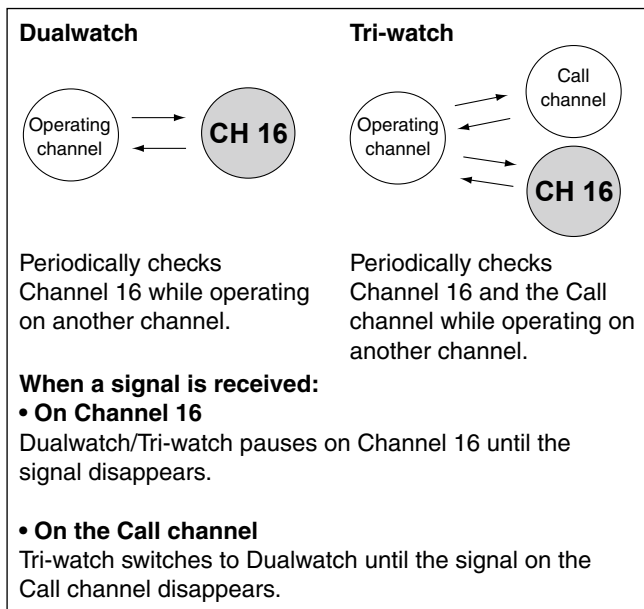 Dualwatch
Operating
channel
CH 16
Periodically checks
Channel 16 while operating
on another channel.
Tri-watch
Operating
channel
Call
channel
CH 16
Periodically checks
Channel 16 and the Call
channel while operating on
another channel.
When a signal is received:
• On Channel 16
Dualwatch/Tri-watch pauses on Channel 16 until the
signal disappears.
• On the Call channel
Tri-watch switches to Dualwatch until the signal on the
Call channel disappears.